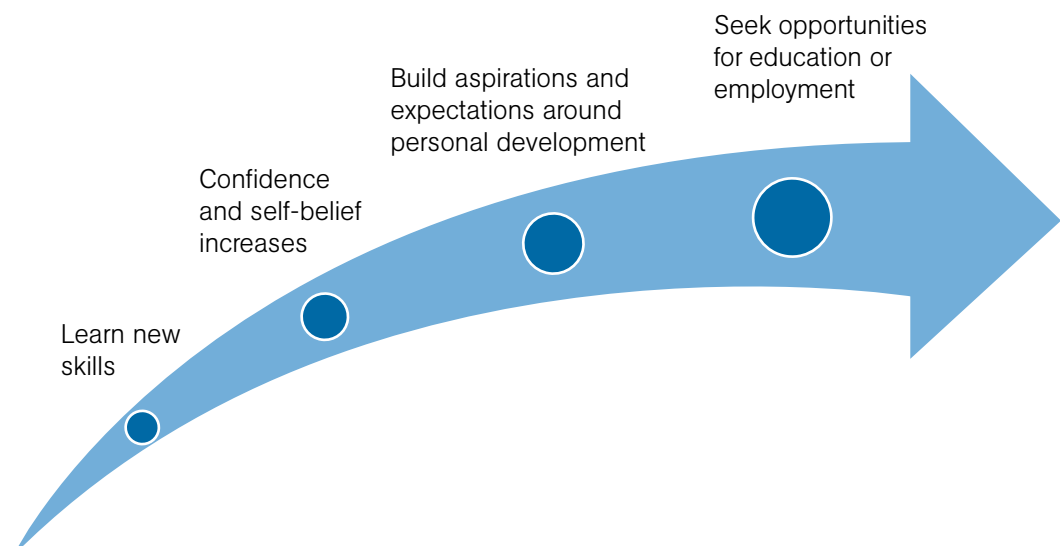 Seek opportunities
for education or
employment
Build aspirations and
expectations around
personal development
Confidence
and self-belief
increases
Learn new
skills